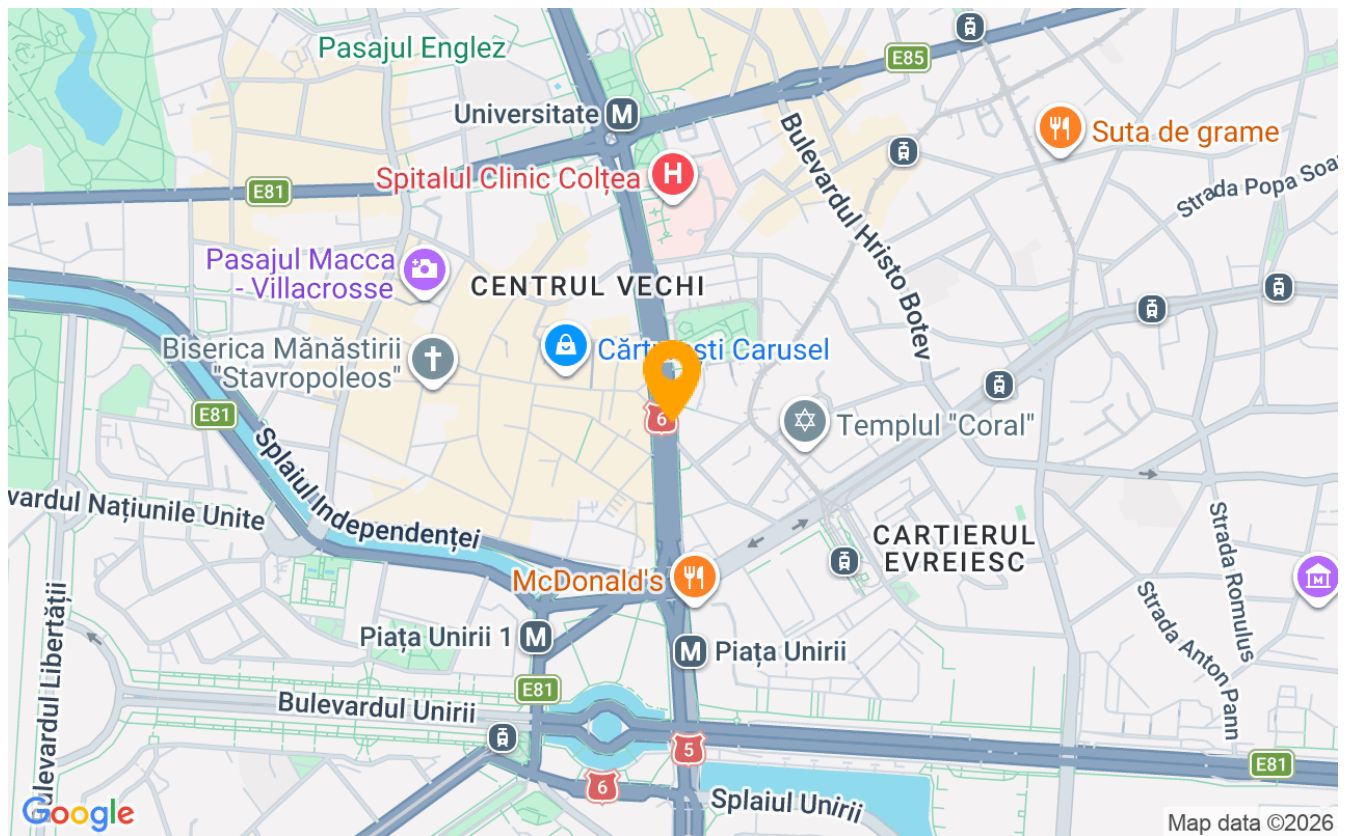 Pasajul Englez
E85
Universitate M
Suta de grame
Bulevardul Hristo Botev
Spitalul Clinic Colțea H
E81
Strada Popa Soa
Pasajul Macca
- Villacrosse
CENTRUL VECHI
Biserica Mănăstirii
"Stavropoleos"
Cărturești Carusel
E81
6
Templul "Coral"
Splaiul Independenței
vardul Națiunile Unite
CARTIERUL
EVREIESC
Strada Romulus
McDonald's
Strada Anton Pann
Piața Unirii 1 M
M Piața Unirii
ulevardul Libertății
E81
Bulevardul Unirii
5
E81
6
Splaiul Unirii
Google
Map data ©2026